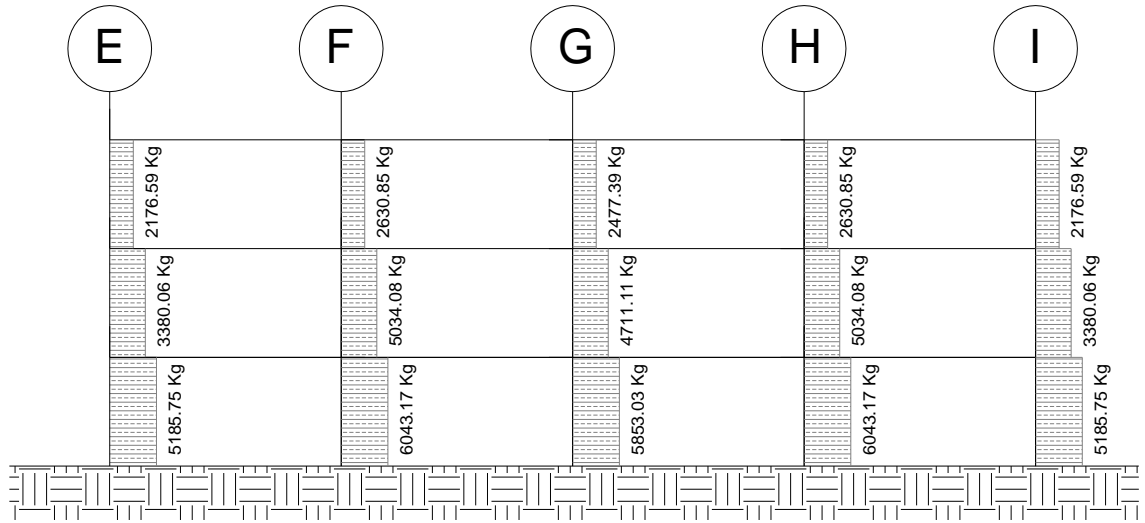 E
F
G
H
I
2176.59 Kg
2630.85 Kg
2477.39 Kg
2630.85 Kg
2176.59 Kg
3380.06 Kg
5034.08 Kg
4711.11 Kg
5034.08 Kg
3380.06 Kg
5185.75 Kg
6043.17 Kg
5853.03 Kg
6043.17 Kg
5185.75 Kg